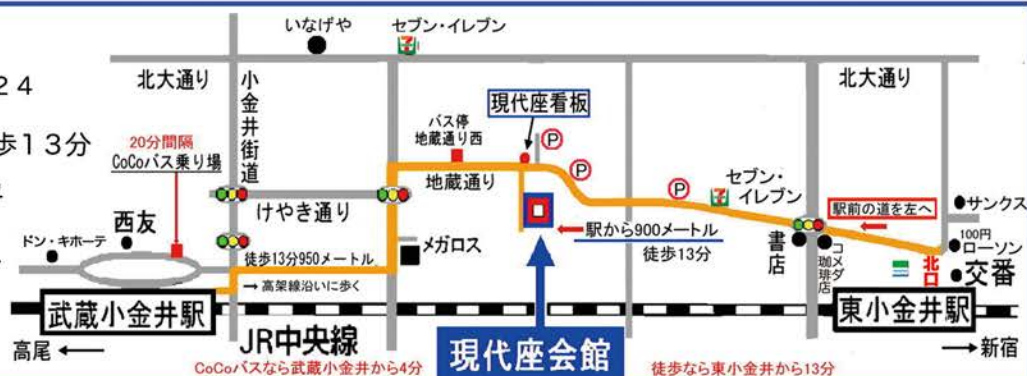 いなげや
セブン・イレブン
24
北大通り
小金井街道
北大通り
歩13分
20分間隔
CoCoバス乗り場
バス停
地蔵通り西
現代座看板
P
P
P
地蔵通り
けやき通り
セブン・
イレブン
駅前の道を左へ
サンクス
西友
ドン・キホーテ
メガロス
駅から900メートル
徒歩13分
書店
コメダ
珈琲店
100円
ローソン
北口
交番
徒歩13分950メートル
→ 高架線沿いに歩く
武蔵小金井駅
東小金井駅
高尾 ←
JR中央線
現代座会館
→ 新宿
CoCoバスなら武蔵小金井から4分
徒歩なら東小金井から13分